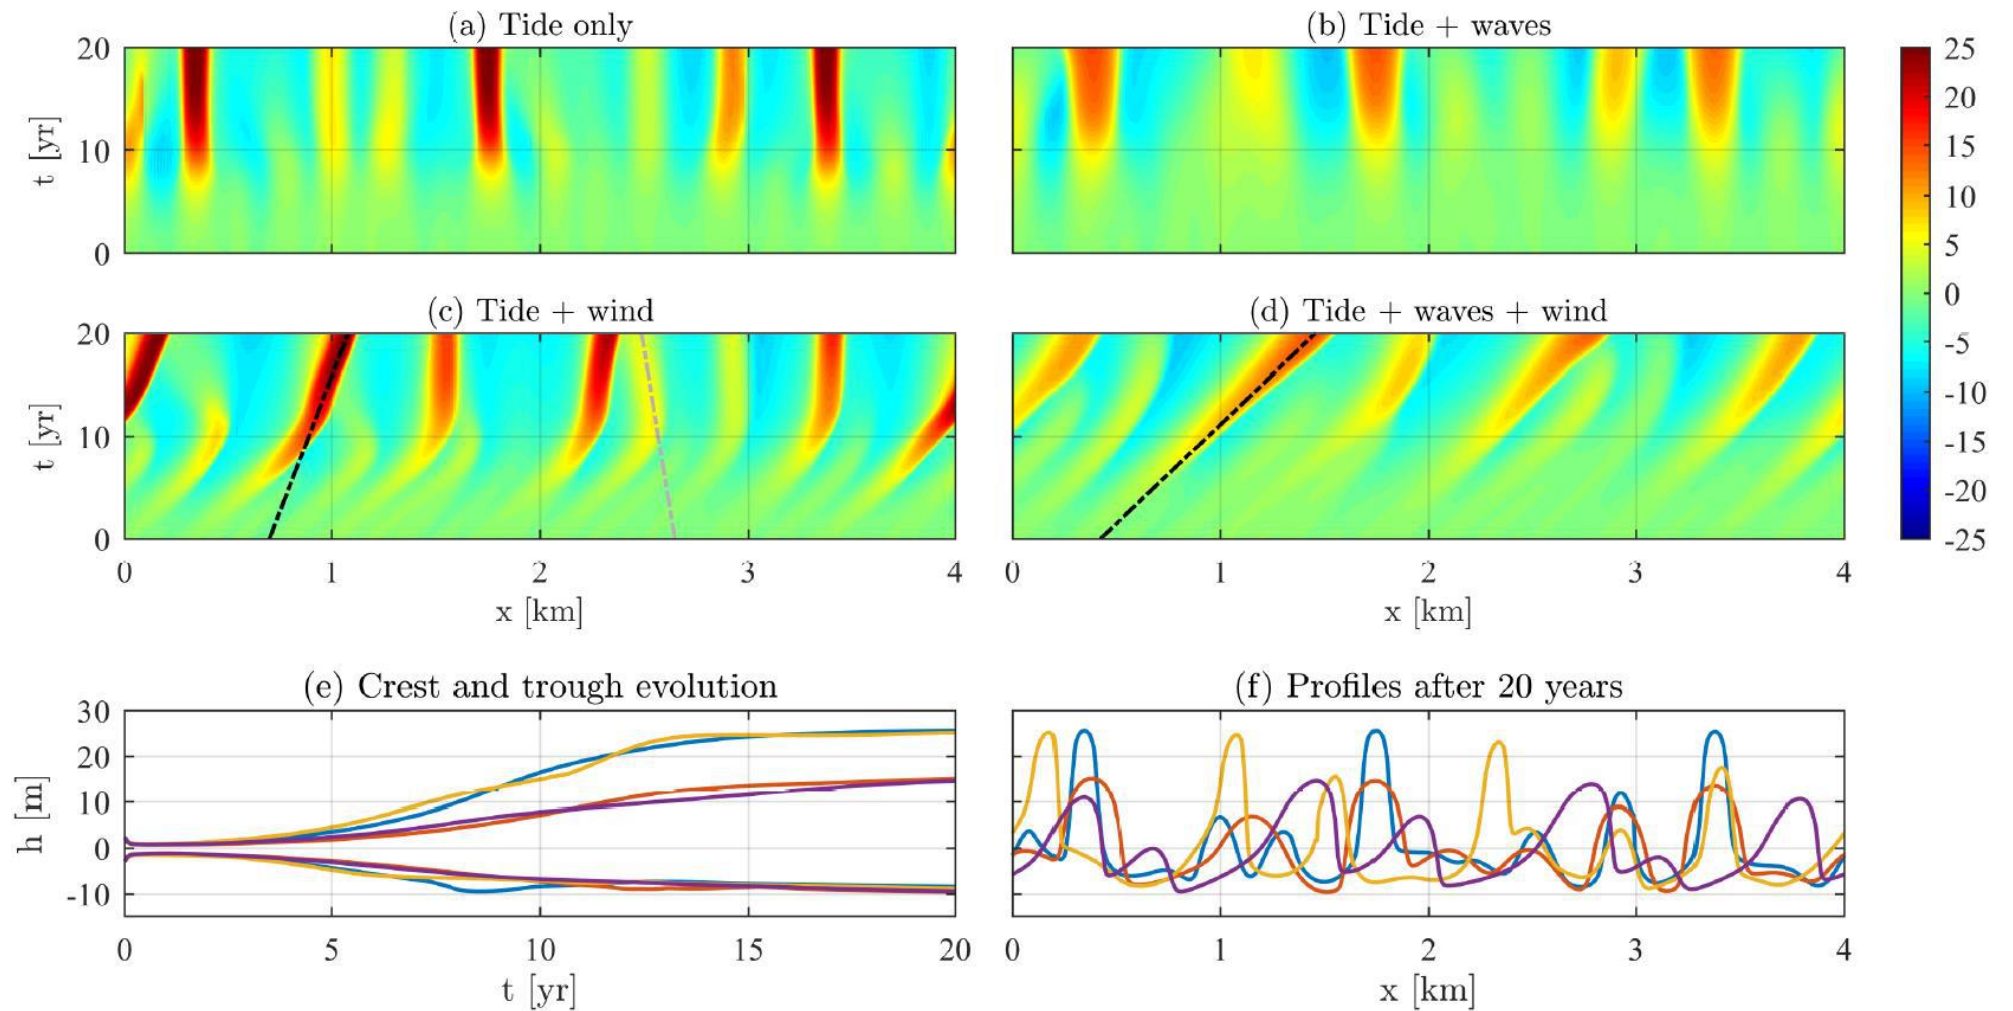 (a) Tide only
(b) Tide + waves
20
10
0
t [yr]
25
20
15
10
5
0
-5
-10
-15
-20
-25
(c) Tide + wind
(d) Tide + waves + wind
20
10
0
t [yr]
0 1 2 3 4
x [km]
0 1 2 3 4
x [km]
(e) Crest and trough evolution
(f) Profiles after 20 years
30
20
10
0
-10
h [m]
0 5 10 15 20
t [yr]
0 1 2 3 4
x [km]